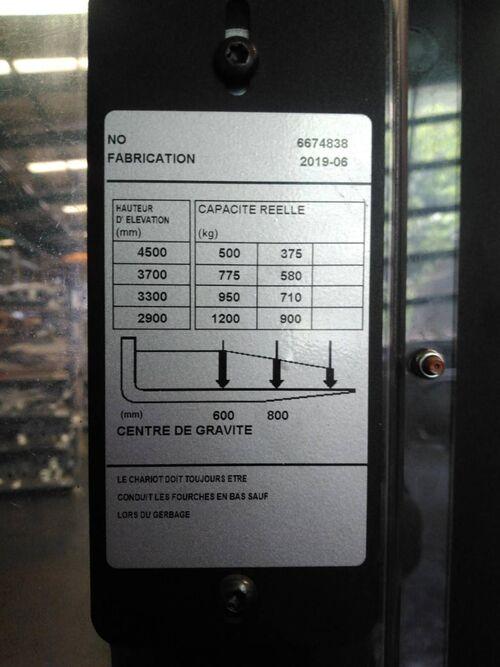 NO 6674838
FABRICATION 2019-06
HAUTEUR
D' ELEVATION
(mm)
CAPACITE REELLE
(kg)
4500 500 375
3700 775 580
3300 950 710
2900 1200 900
(mm) 600 800
CENTRE DE GRAVITE
LE CHARIOT DOIT TOUJOURS ETRE
CONDUIT LES FOURCHES EN BAS SAUF
LORS DU GERBAGE